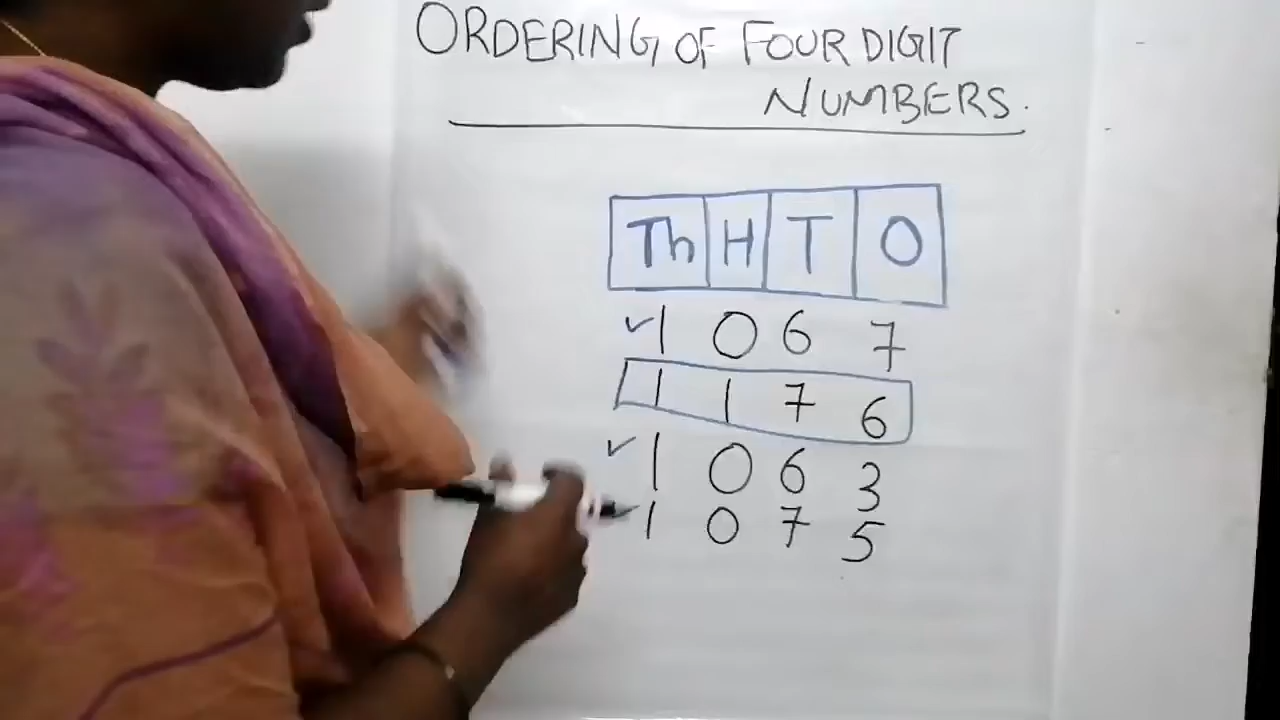 ORDERING OF FOUR DIGIT
NUMBERS.
Th H T O
✓1 0 6 7
1 1 7 6
✓1 0 6 3
1 0 7 5